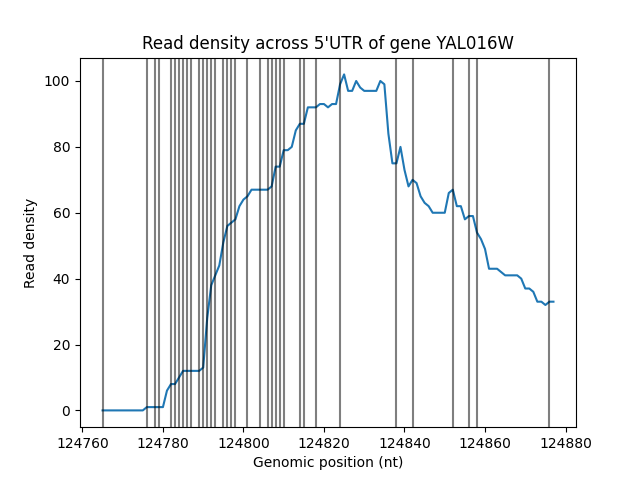 Read density across 5'UTR of gene YAL016W
Read density
100
80
60
40
20
0
124760 124780 124800 124820 124840 124860 124880
Genomic position (nt)